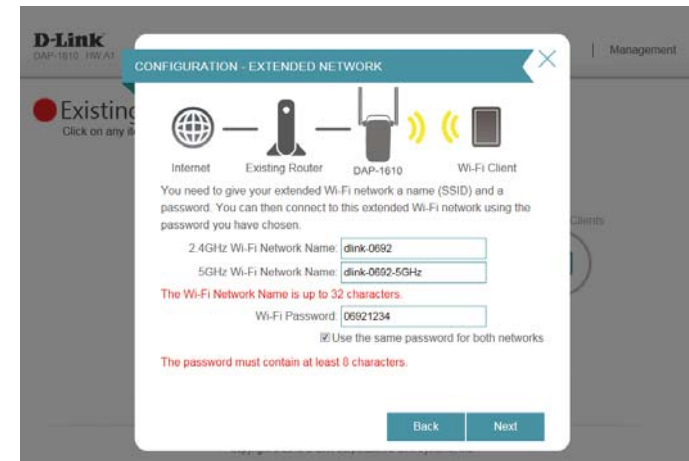 D-Link
DAP-1610 HW:A1
Management
CONFIGURATION - EXTENDED NETWORK
Existing
Click on any
Internet
Existing Router
DAP-1610
Wi-Fi Client
You need to give your extended Wi-Fi network a name (SSID) and a
password. You can then connect to this extended Wi-Fi network using the
password you have chosen.
Clients
2.4GHz Wi-Fi Network Name: dlink-0692
5GHz Wi-Fi Network Name: dlink-0692-5GHz
The Wi-Fi Network Name is up to 32 characters.
Wi-Fi Password: 06921234
Use the same password for both networks
The password must contain at least 8 characters.
Back
Next